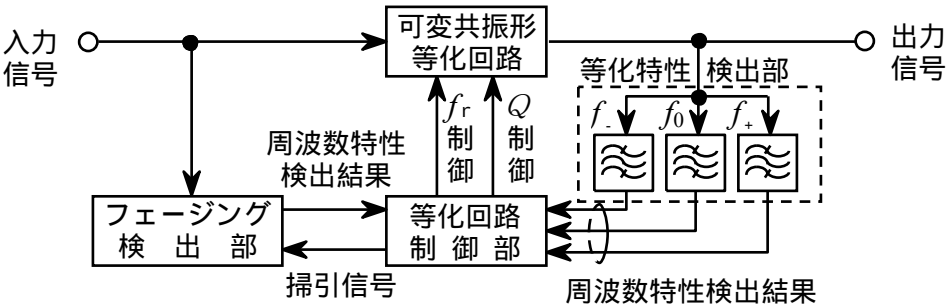 入力
信号
可変共振形
等化回路
出力
信号
等化特性 検出部
f- f0 f+
fr
制御
Q
制御
周波数特性
検出結果
フェージング
検出部
等化回路
制御部
掃引信号
周波数特性検出結果